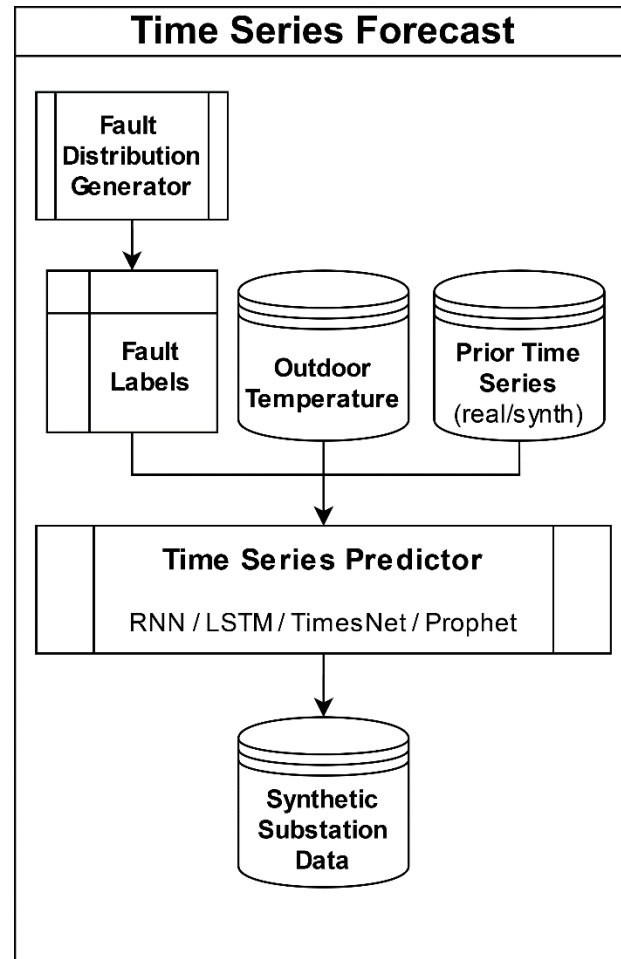 Time Series Forecast
Fault
Distribution
Generator
Fault
Labels
Outdoor
Temperature
Prior Time
Series
(real/synth)
Time Series Predictor
RNN / LSTM / TimesNet / Prophet
Synthetic
Substation
Data